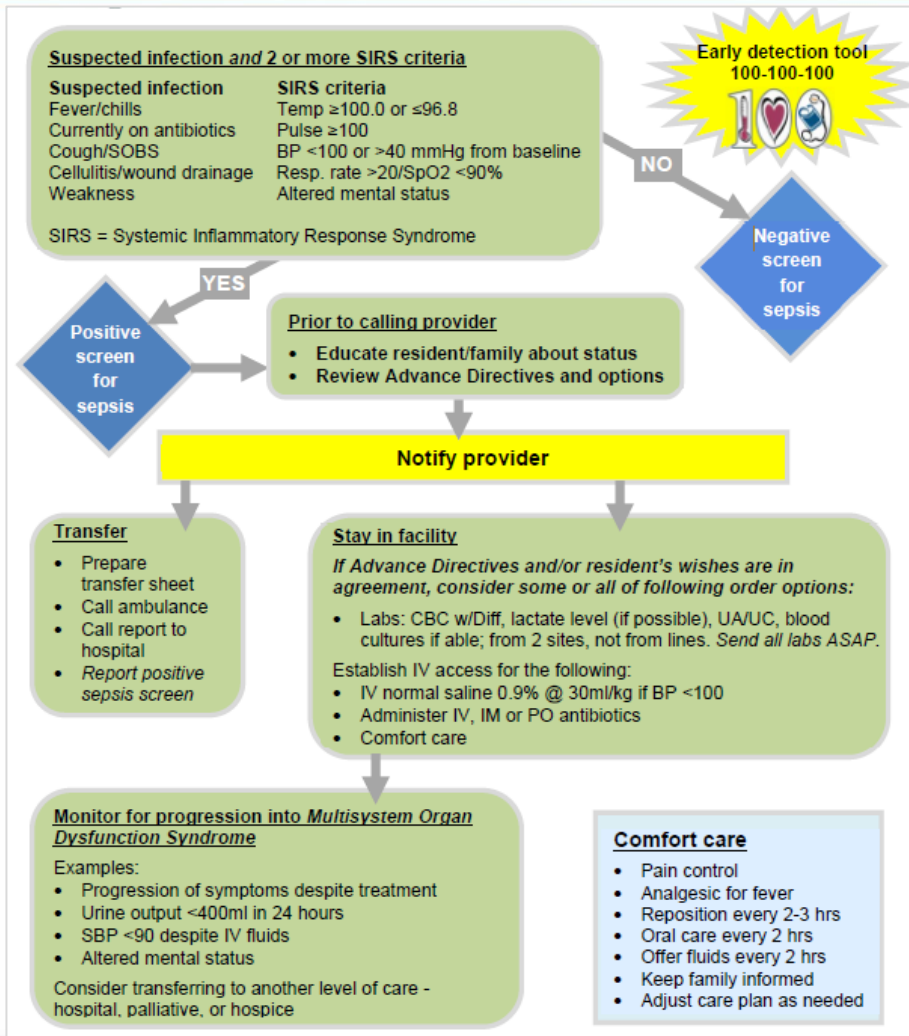 Early detection tool
100-100-100
100
Suspected infection and 2 or more SIRS criteria
Suspected infection SIRS criteria
Fever/chills Temp ≥100.0 or ≤96.8
Currently on antibiotics Pulse ≥100
Cough/SOBS BP <100 or >40 mmHg from baseline
Cellulitis/wound drainage Resp. rate >20/SpO2 <90%
Weakness Altered mental status
SIRS = Systemic Inflammatory Response Syndrome
NO
Negative
screen
for
sepsis
YES
Positive
screen
for
sepsis
Prior to calling provider
• Educate resident/family about status
• Review Advance Directives and options
Notify provider
Transfer
• Prepare
transfer sheet
• Call ambulance
• Call report to
hospital
• Report positive
sepsis screen
Stay in facility
If Advance Directives and/or resident's wishes are in
agreement, consider some or all of following order options:
• Labs: CBC w/Diff, lactate level (if possible), UA/UC, blood
cultures if able; from 2 sites, not from lines. Send all labs ASAP.
Establish IV access for the following:
• IV normal saline 0.9% @ 30ml/kg if BP <100
• Administer IV, IM or PO antibiotics
• Comfort care
Monitor for progression into Multisystem Organ
Dysfunction Syndrome
Examples:
• Progression of symptoms despite treatment
• Urine output <400ml in 24 hours
• SBP <90 despite IV fluids
• Altered mental status
Consider transferring to another level of care -
hospital, palliative, or hospice
Comfort care
• Pain control
• Analgesic for fever
• Reposition every 2-3 hrs
• Oral care every 2 hrs
• Offer fluids every 2 hrs
• Keep family informed
• Adjust care plan as needed